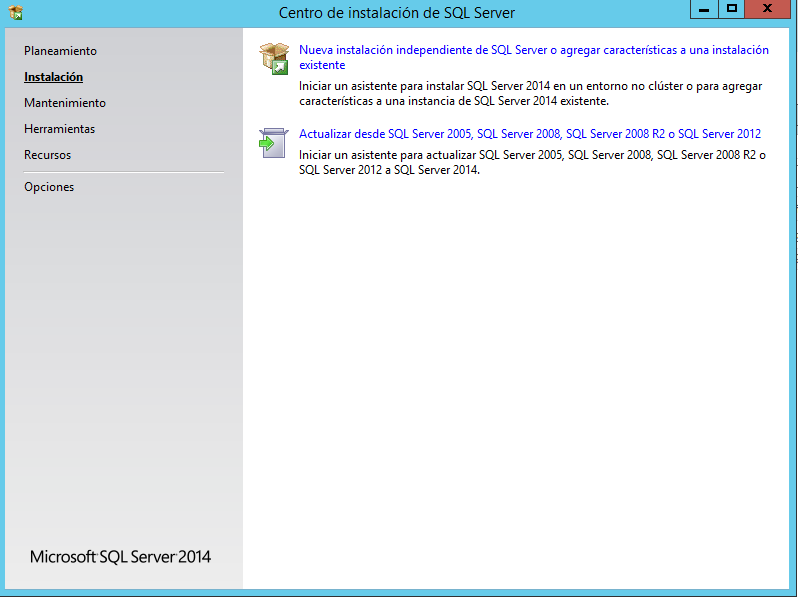 Centro de instalación de SQL Server
Planeamiento
Instalación
Mantenimiento
Herramientas
Recursos
Opciones
Nueva instalación independiente de SQL Server o agregar características a una instalación
existente
Iniciar un asistente para instalar SQL Server 2014 en un entorno no clúster o para agregar
características a una instancia de SQL Server 2014 existente.
Actualizar desde SQL Server 2005, SQL Server 2008, SQL Server 2008 R2 o SQL Server 2012
Iniciar un asistente para actualizar SQL Server 2005, SQL Server 2008, SQL Server 2008 R2 o
SQL Server 2012 a SQL Server 2014.
Microsoft SQL Server 2014